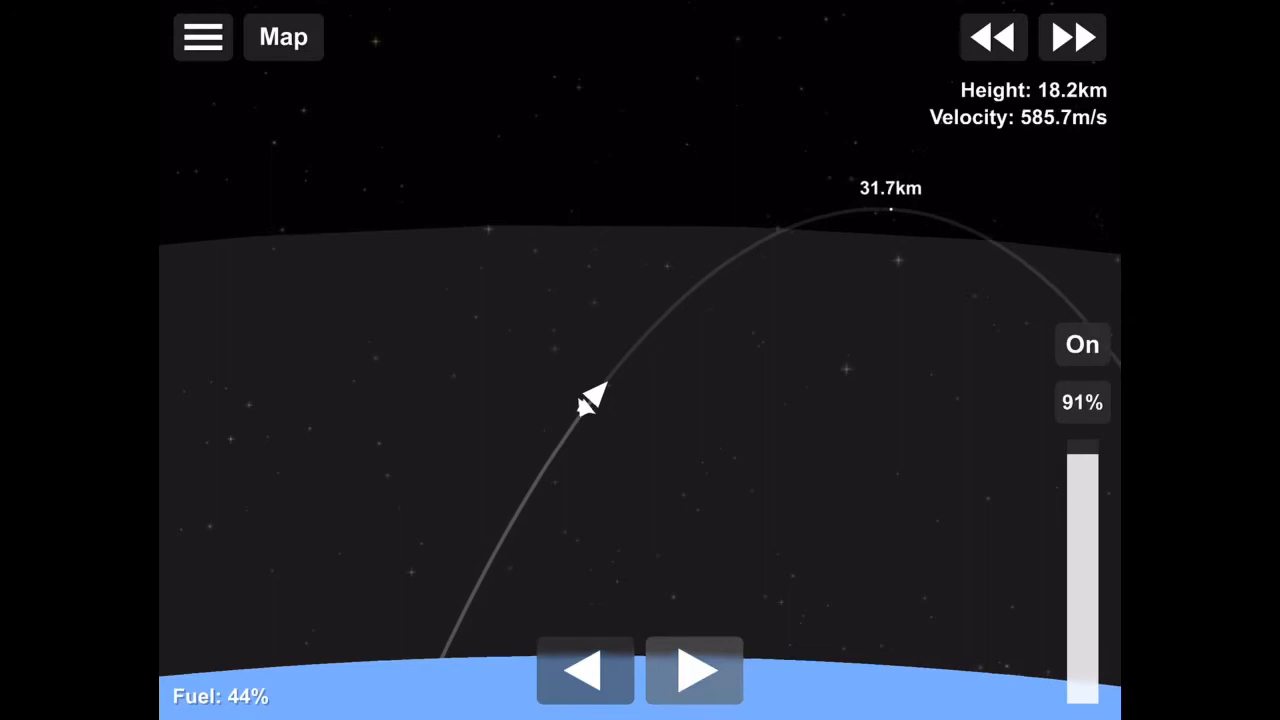 Map
Height: 18.2km
Velocity: 585.7m/s
31.7km
On
91%
Fuel: 44%